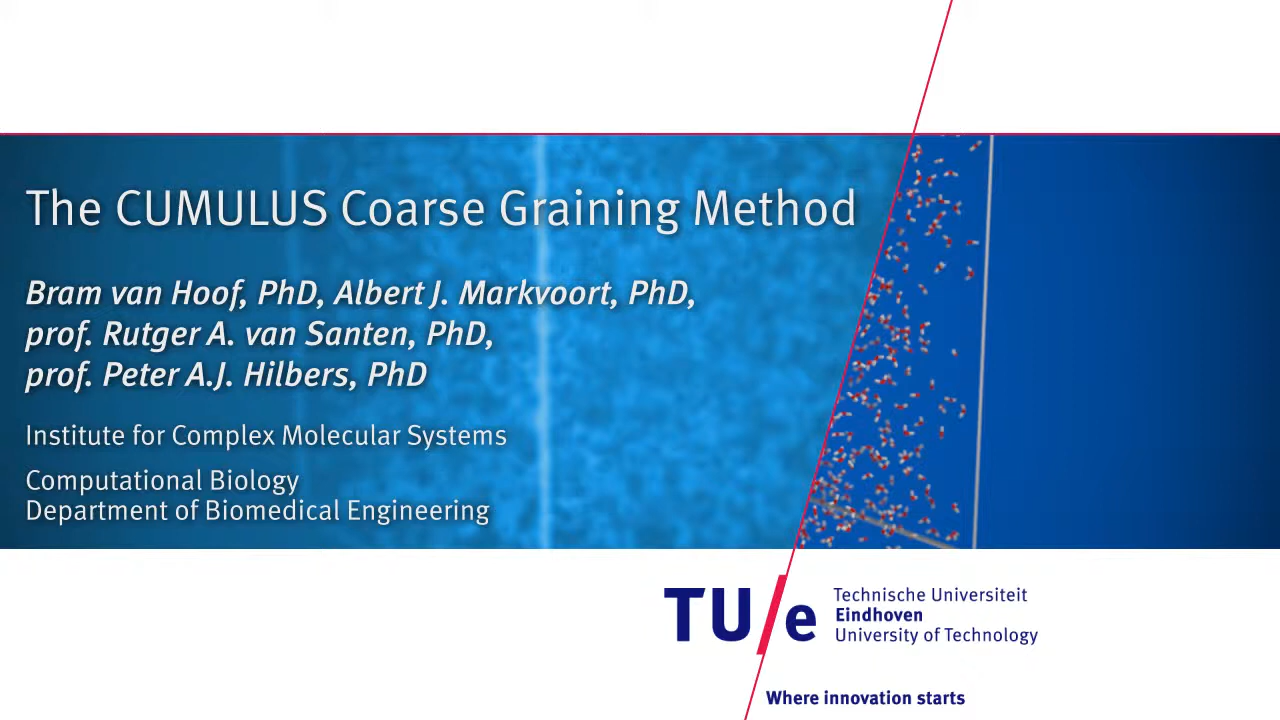 The CUMULUS Coarse Graining Method
Bram van Hoof, PhD, Albert J. Markvoort, PhD,
prof. Rutger A. van Santen, PhD,
prof. Peter A.J. Hilbers, PhD
Institute for Complex Molecular Systems
Computational Biology
Department of Biomedical Engineering
TU/e
Technische Universiteit
Eindhoven
University of Technology
Where innovation starts